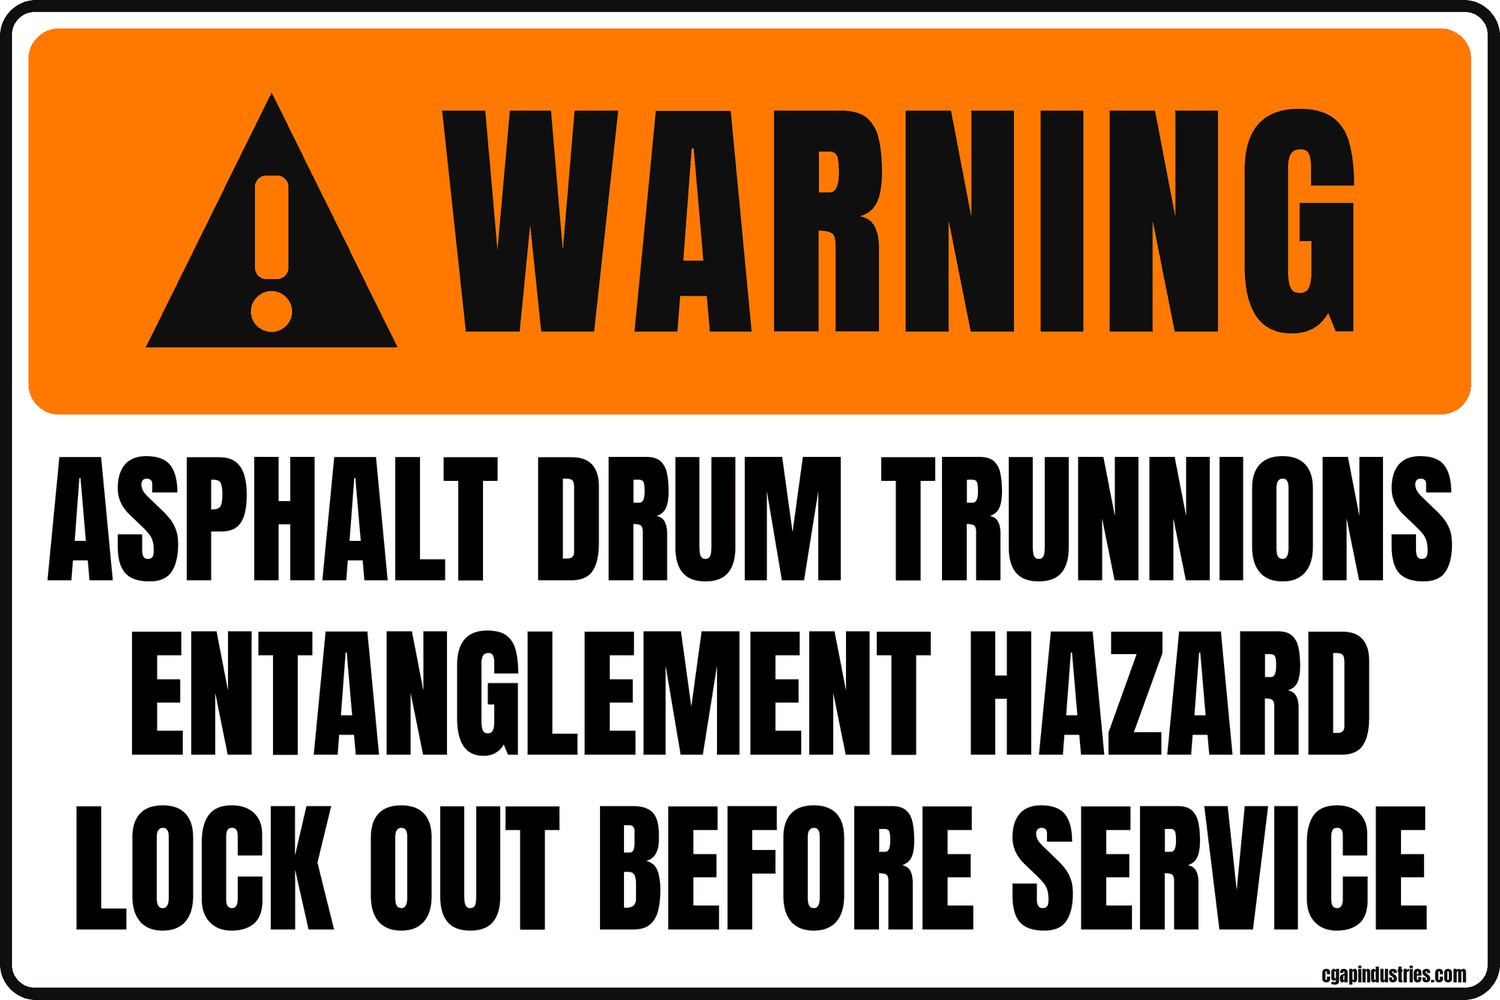 WARNING
ASPHALT DRUM TRUNNIONS
ENTANGLEMENT HAZARD
LOCK OUT BEFORE SERVICE
cgapindustries.com